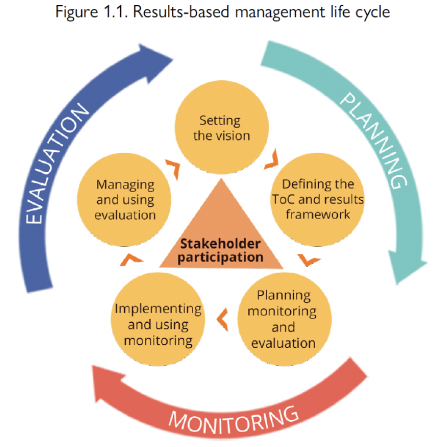 Figure 1.1. Results-based management life cycle
EVALUATION
PLANNING
Setting
the vision
Managing
and using
evaluation
Defining the
ToC and results
framework
Stakeholder
participation
Implementing
and using
monitoring
Planning
monitoring
and
evaluation
MONITORING